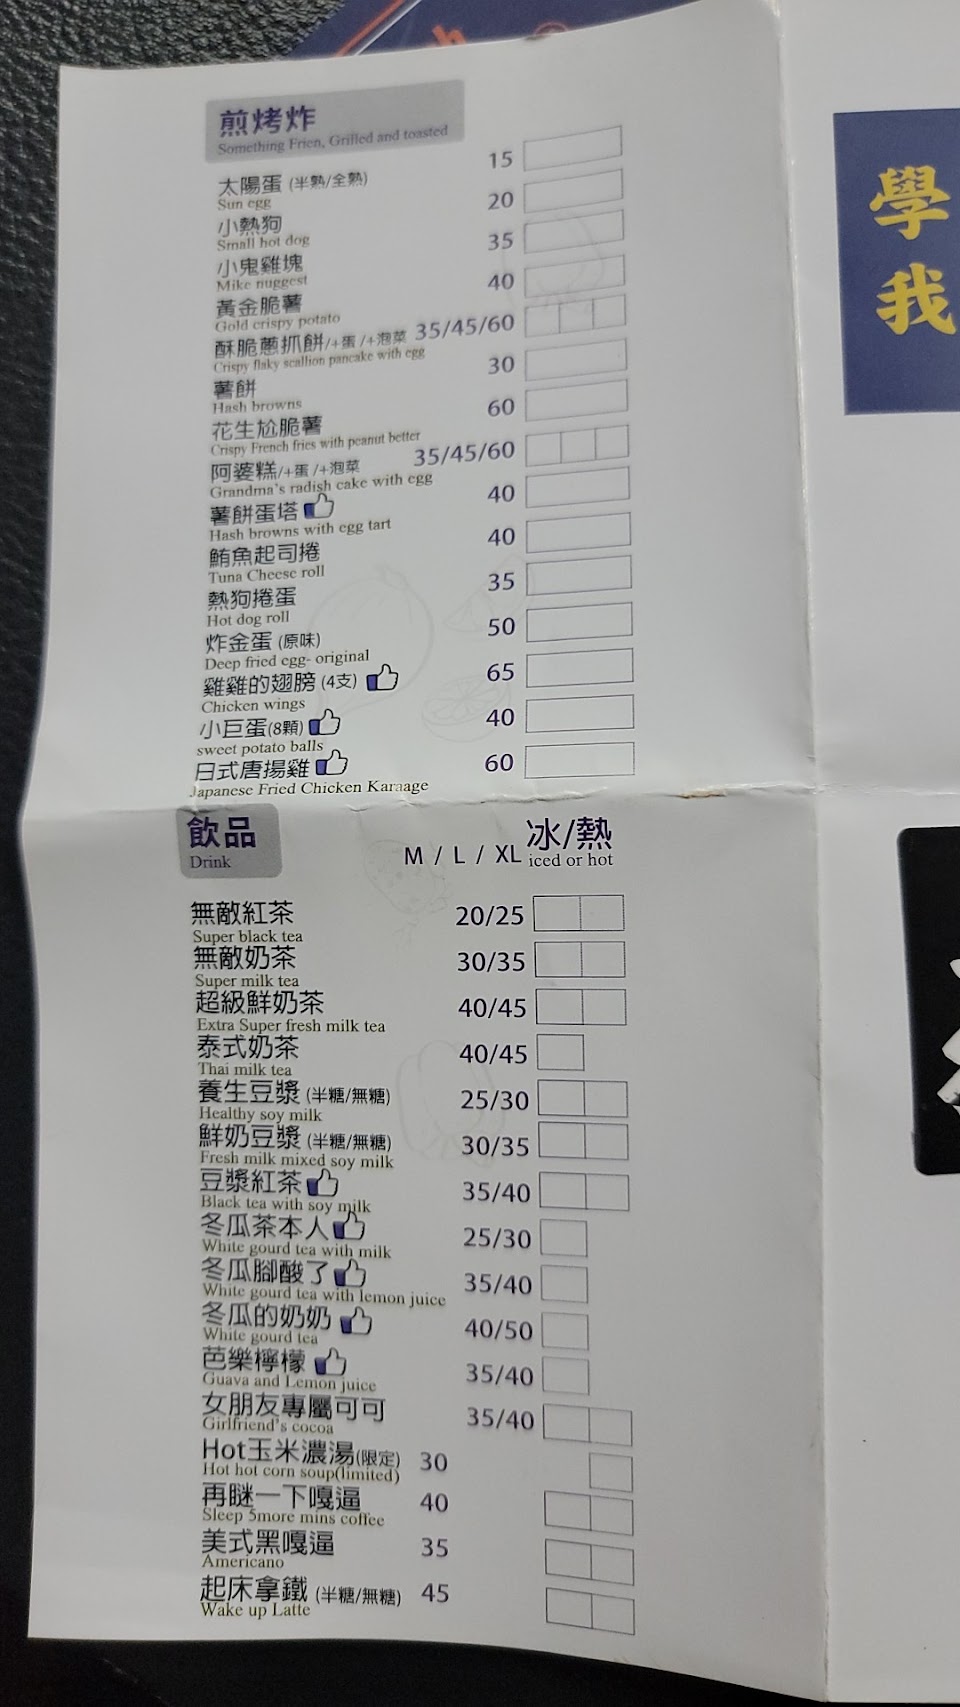 煎烤炸
Something Frien, Grilled and toasted
太陽蛋 (半熟/全熟) 15
Sun egg
小熱狗 20
Small hot dog
小鬼雞塊 35
Mike nuggest
黃金脆薯 40
Gold crispy potato
酥脆蔥抓餅/+蛋/+泡菜 35/45/60
Crispy flaky scallion pancake with egg
薯餅 30
Hash browns
花生尬脆薯 60
Crispy French fries with peanut better
阿婆糕/+蛋/+泡菜 35/45/60
Grandma's radish cake with egg
薯餅蛋塔 40
Hash browns with egg tart
鮪魚起司捲 40
Tuna Cheese roll
熱狗捲蛋 35
Hot dog roll
炸金蛋 (原味) 50
Deep fried egg- original
雞雞的翅膀 (4支) 65
Chicken wings
小巨蛋(8顆) 40
sweet potato balls
日式唐揚雞 60
Japanese Fried Chicken Karaage
飲品 M / L / XL 冰/熱
Drink iced or hot
無敵紅茶 20/25
Super black tea
無敵奶茶 30/35
Super milk tea
超級鮮奶茶 40/45
Extra Super fresh milk tea
泰式奶茶 40/45
Thai milk tea
養生豆漿 (半糖/無糖) 25/30
Healthy soy milk
鮮奶豆漿 (半糖/無糖) 30/35
Fresh milk mixed soy milk
豆漿紅茶 35/40
Black tea with soy milk
冬瓜茶本人 25/30
White gourd tea with milk
冬瓜腳酸了 35/40
White gourd tea with lemon juice
冬瓜的奶奶 40/50
White gourd tea
芭樂檸檬 35/40
Guava and Lemon juice
女朋友專屬可可 35/40
Girlfriend's cocoa
Hot玉米濃湯(限定) 30
Hot hot corn soup(limited)
再瞇一下嘎逼 40
Sleep 5more mins coffee
美式黑嘎逼 35
Americano
起床拿鐵 (半糖/無糖) 45
Wake up Latte
學
我